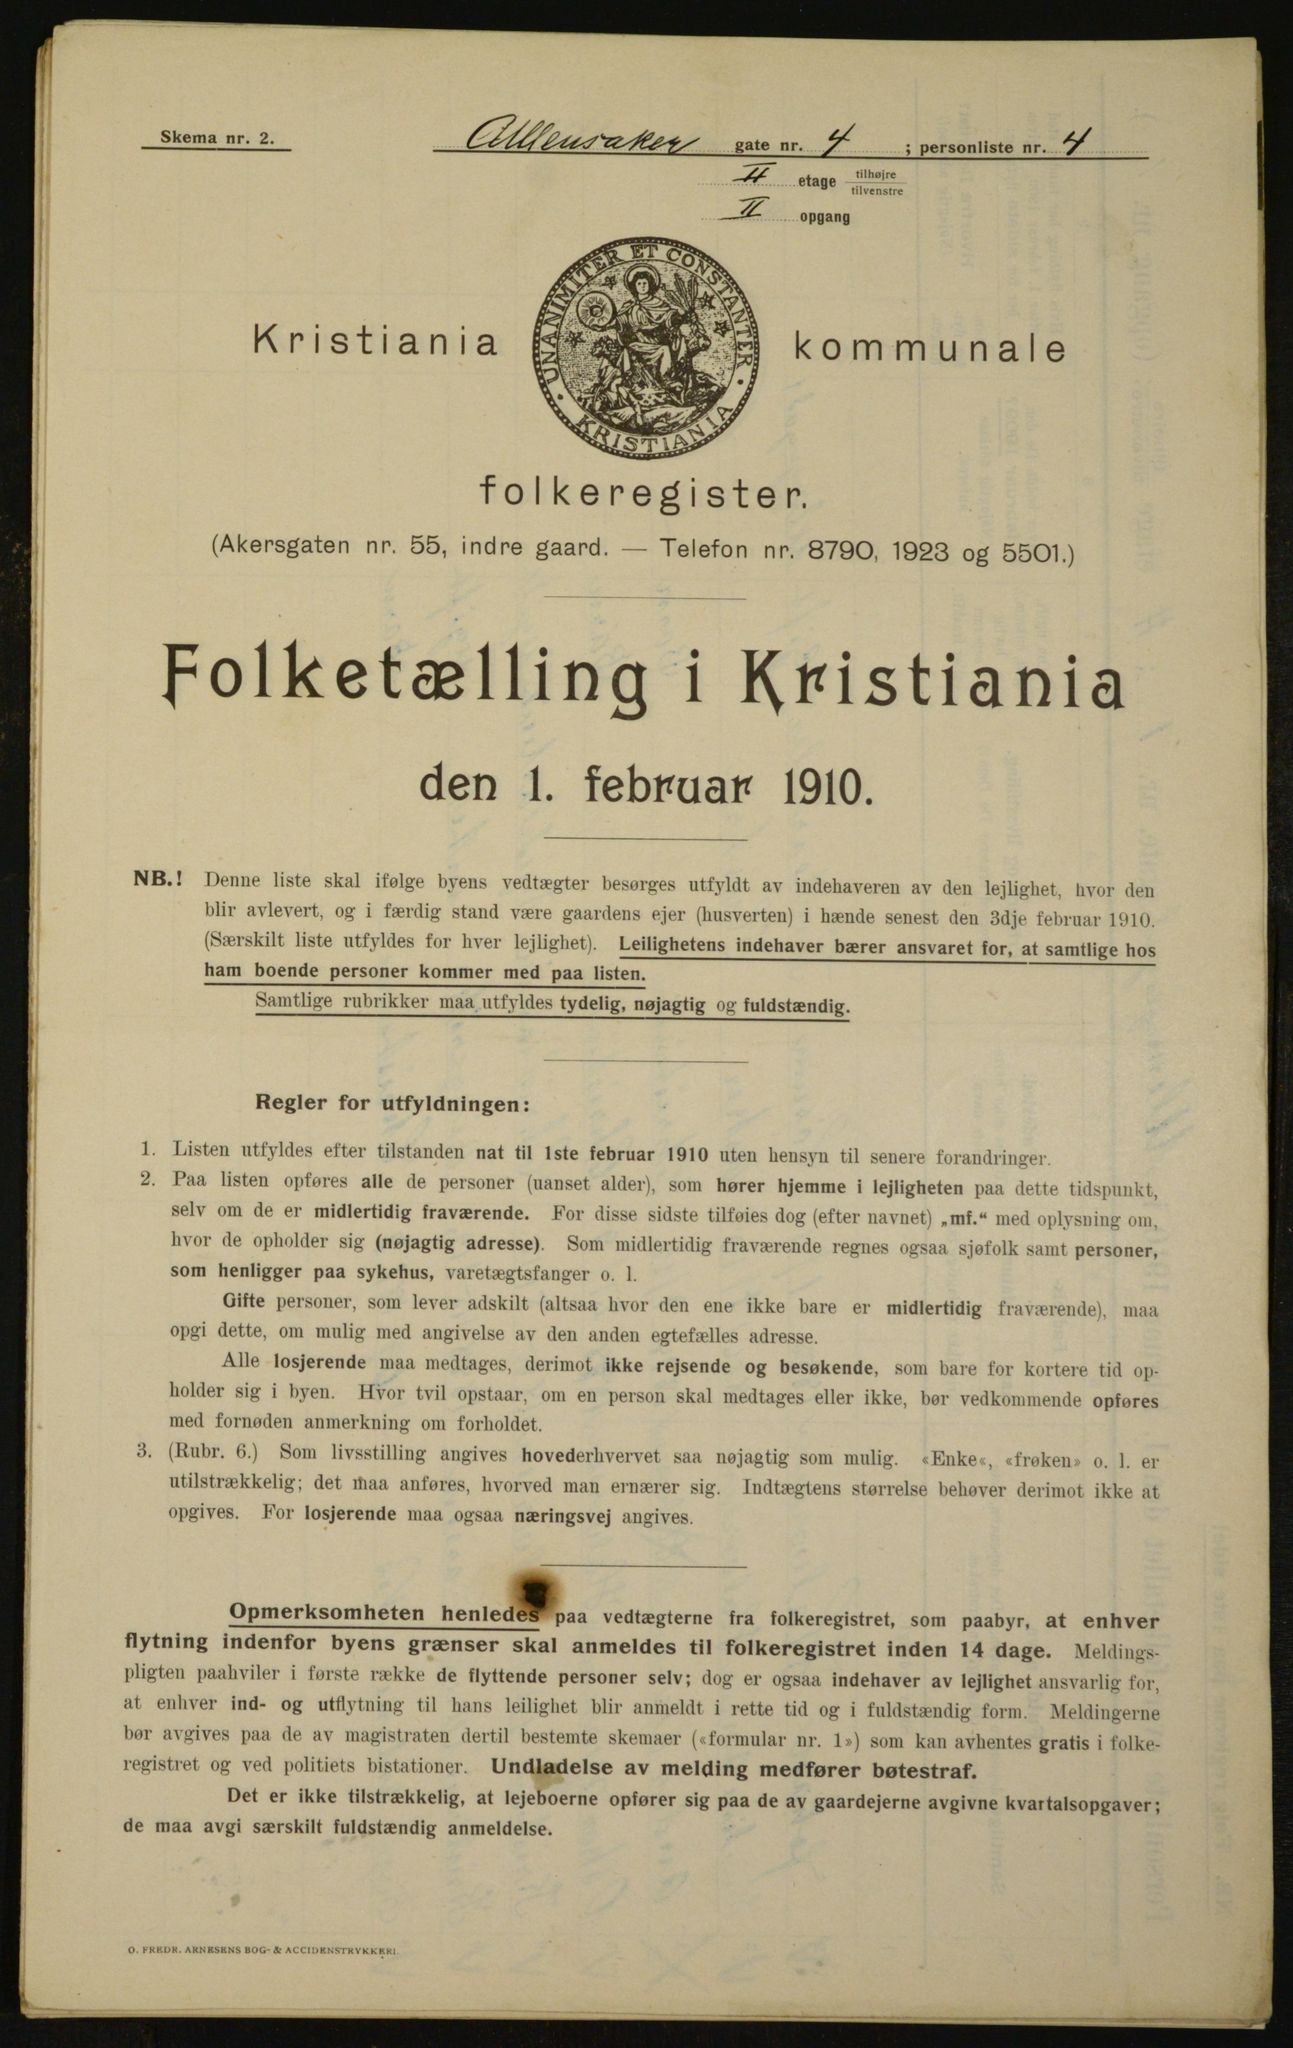 Skema nr. 2.
Ullensaker gate nr. 4 ; personliste nr. 4
II etage tilhøjre
tilvenstre
II opgang
UNANIMITER ET CONSTANTER
KRISTIANIA
Kristiania kommunale
folkeregister.
(Akersgaten nr. 55, indre gaard. — Telefon nr. 8790, 1923 og 5501.)
Folketælling i Kristiania
den 1. februar 1910.
NB.! Denne liste skal ifølge byens vedtægter besørges utfyldt av indehaveren av den lejlighet, hvor den
blir avlevert, og i færdig stand være gaardens ejer (husverten) i hænde senest den 3dje februar 1910.
(Særskilt liste utfyldes for hver lejlighet). Leilighetens indehaver bærer ansvaret for, at samtlige hos
ham boende personer kommer med paa listen.
Samtlige rubrikker maa utfyldes tydelig, nøjagtig og fuldstændig.
Regler for utfyldningen:
1. Listen utfyldes efter tilstanden nat til 1ste februar 1910 uten hensyn til senere forandringer.
2. Paa listen opføres alle de personer (uanset alder), som hører hjemme i lejligheten paa dette tidspunkt,
selv om de er midlertidig fraværende. For disse sidste tilføies dog (efter navnet) „mf.“ med oplysning om,
hvor de opholder sig (nøjagtig adresse). Som midlertidig fraværende regnes ogsaa sjøfolk samt personer,
som henligger paa sykehus, varetægtsfanger o. l.
Gifte personer, som lever adskilt (altsaa hvor den ene ikke bare er midlertidig fraværende), maa
opgi dette, om mulig med angivelse av den anden egtefælles adresse.
Alle losjerende maa medtages, derimot ikke rejsende og besøkende, som bare for kortere tid op-
holder sig i byen. Hvor tvil opstaar, om en person skal medtages eller ikke, bør vedkommende opføres
med fornøden anmerkning om forholdet.
3. (Rubr. 6.) Som livsstilling angives hovederhvervet saa nøjagtig som mulig. «Enke«, «frøken» o. l. er
utilstrækkelig; det maa anføres, hvorved man ernærer sig. Indtægtens størrelse behøver derimot ikke at
opgives. For losjerende maa ogsaa næringsvej angives.
Opmerksomheten henledes paa vedtægterne fra folkeregistret, som paabyr, at enhver
flytning indenfor byens grænser skal anmeldes til folkeregistret inden 14 dage. Meldings-
pligten paahviler i første række de flyttende personer selv; dog er ogsaa indehaver av lejlighet ansvarlig for,
at enhver ind- og utflytning til hans leilighet blir anmeldt i rette tid og i fuldstændig form. Meldingerne
bør avgives paa de av magistraten dertil bestemte skemaer («formular nr. 1») som kan avhentes gratis i folke-
registret og ved politiets bistationer. Undladelse av melding medfører bøtestraf.
Det er ikke tilstrækkelig, at lejeboerne opfører sig paa de av gaardejerne avgivne kvartalsopgaver;
de maa avgi særskilt fuldstændig anmeldelse.
O. FREDR. ARNESENS BOG- & ACCIDENSTRYKKERI.